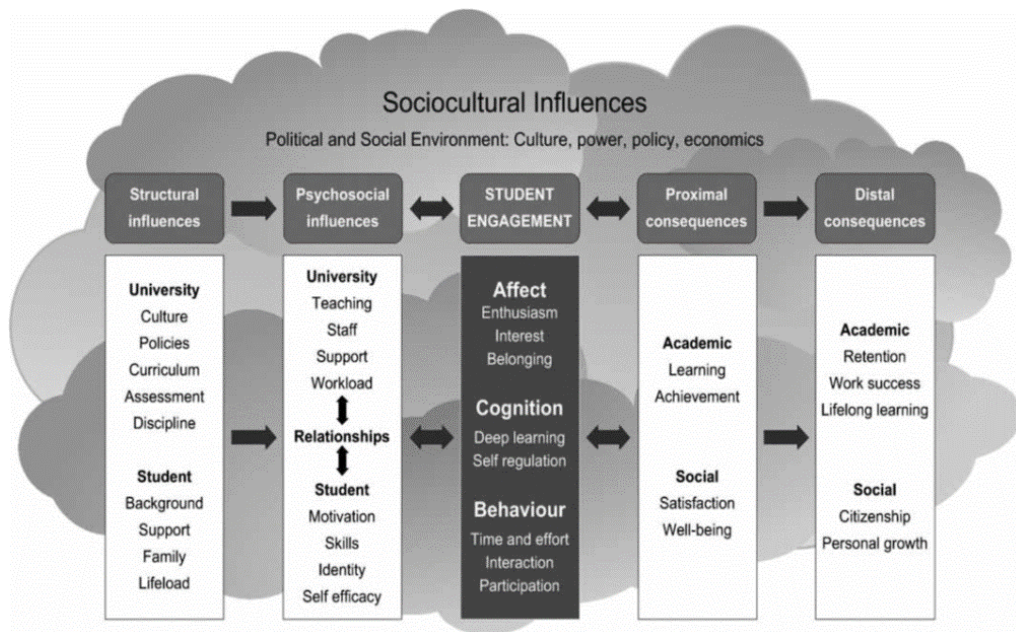 Sociocultural Influences
Political and Social Environment: Culture, power, policy, economics
Structural
influences
Psychosocial
influences
STUDENT
ENGAGEMENT
Proximal
consequences
Distal
consequences
University
Culture
Policies
Curriculum
Assessment
Discipline
Student
Background
Support
Family
Lifeload
University
Teaching
Staff
Support
Workload
Relationships
Student
Motivation
Skills
Identity
Self efficacy
Affect
Enthusiasm
Interest
Belonging
Cognition
Deep learning
Self regulation
Behaviour
Time and effort
Interaction
Participation
Academic
Learning
Achievement
Social
Satisfaction
Well-being
Academic
Retention
Work success
Lifelong learning
Social
Citizenship
Personal growth